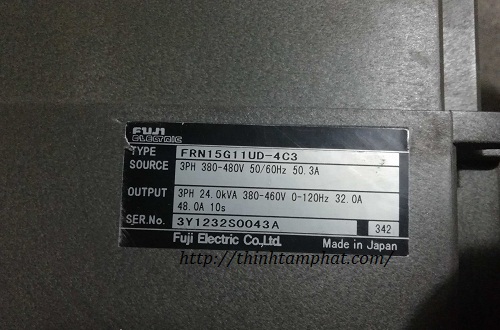 FUJI
ELECTRIC
TYPE FRN15G11UD-4C3
SOURCE 3PH 380-480V 50/60Hz 50.3A
OUTPUT 3PH 24.0kVA 380-460V 0-120Hz 32.0A
48.0A 10s
SER.No. 3Y1232S0043A 342
Fuji Electric Co.,Ltd. Made in Japan
http://thinhtamphat.com/